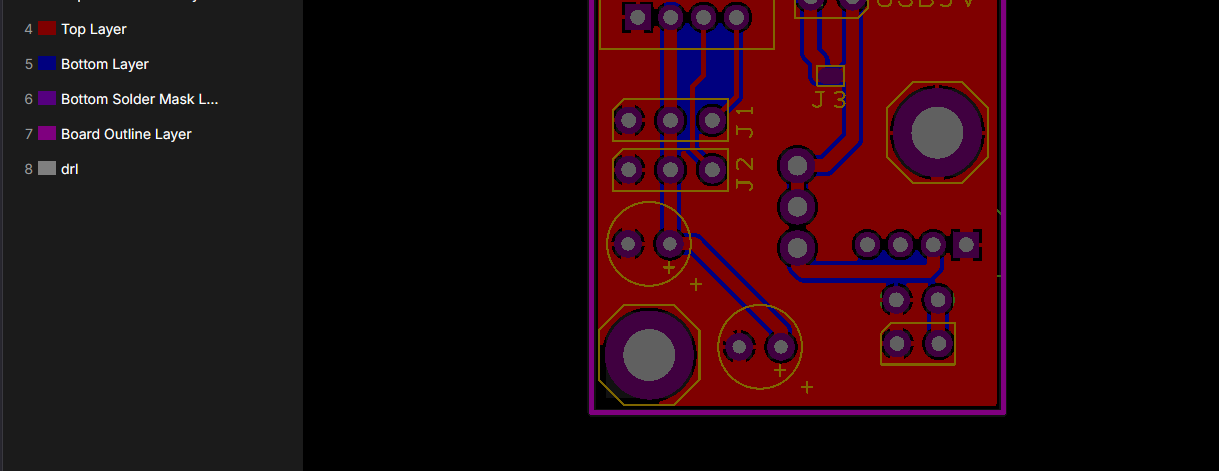 4 Top Layer
5 Bottom Layer
6 Bottom Solder Mask L...
7 Board Outline Layer
8 drl
J3
J1
J2
+
+
+
+